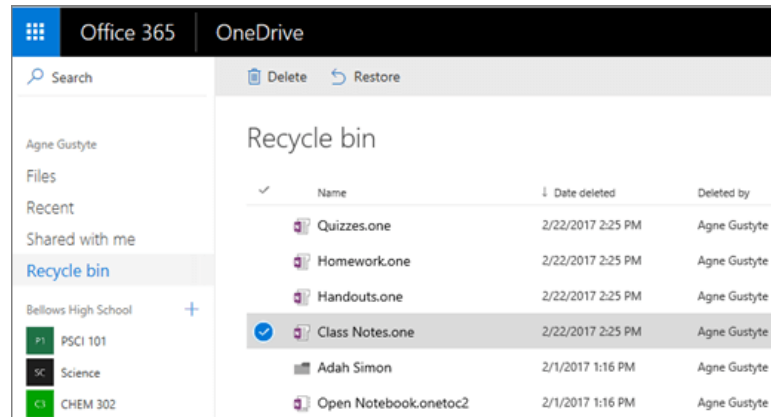 Office 365 OneDrive
Search
Delete Restore
Agne Gustyte
Files
Recent
Shared with me
Recycle bin
Bellows High School
P1 PSCI 101
SC Science
C3 CHEM 302
Recycle bin
Name Date deleted Deleted by
Quizzes.one 2/22/2017 2:25 PM Agne Gustyte
Homework.one 2/22/2017 2:25 PM Agne Gustyte
Handouts.one 2/22/2017 2:25 PM Agne Gustyte
Class Notes.one 2/22/2017 2:25 PM Agne Gustyte
Adah Simon 2/1/2017 1:16 PM Agne Gustyte
Open Notebook.onetoc2 2/1/2017 1:16 PM Agne Gustyte